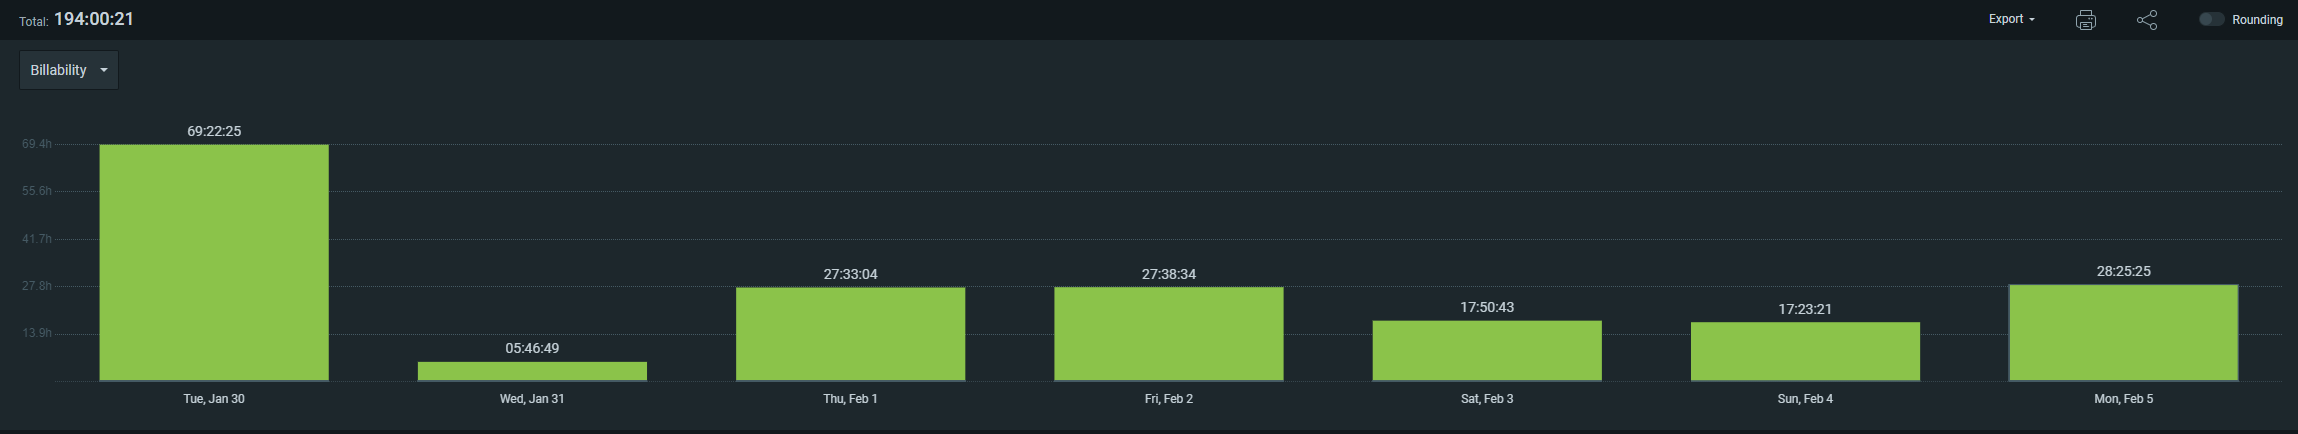 Total: 194:00:21
Export
Rounding
Billability
69:22:25
69.4h
55.6h
41.7h
27.8h
13.9h
05:46:49
27:33:04
27:38:34
17:50:43
17:23:21
28:25:25
Tue, Jan 30
Wed, Jan 31
Thu, Feb 1
Fri, Feb 2
Sat, Feb 3
Sun, Feb 4
Mon, Feb 5